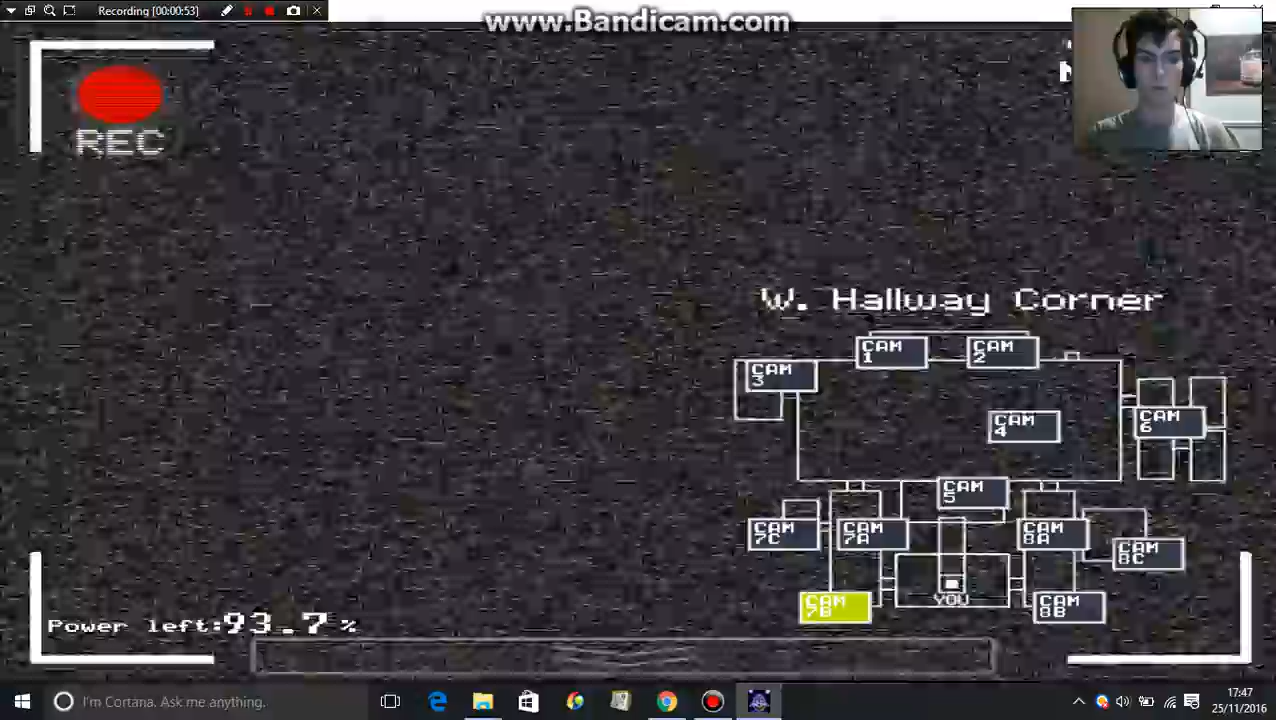 Recording [00:00:53]
www.Bandicam.com
REC
W. Hallway Corner
CAM 1
CAM 2
CAM 3
CAM 4
CAM 6
CAM 5
CAM 7C
CAM 7A
CAM 8A
CAM 8C
CAM 7B
YOU
CAM 8B
Power left:93.7 %
I'm Cortana. Ask me anything.
17:47
25/11/2016